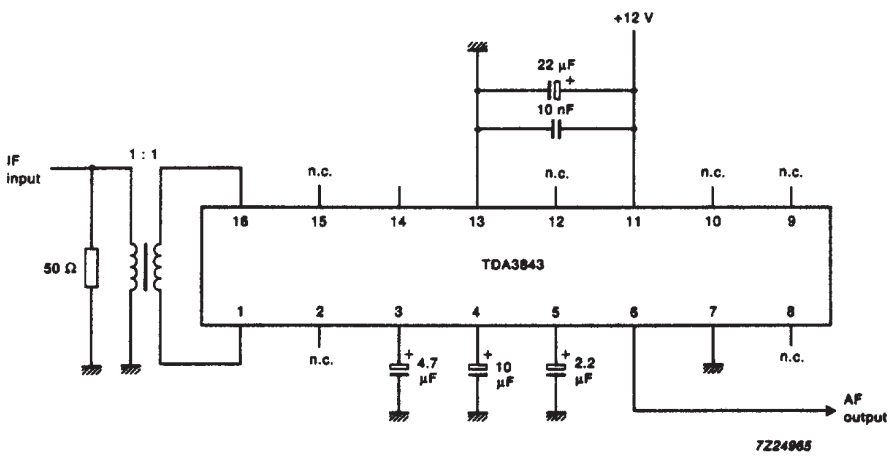 +12 V
22 µF
+
10 nF
IF
input
1 : 1
n.c.
n.c.
n.c.
n.c.
16
15
14
13
12
11
10
9
50 Ω
TDA3843
1
2
3
4
5
6
7
8
n.c.
+
4.7
µF
+
10
µF
+
2.2
µF
n.c.
AF
output
7Z24965